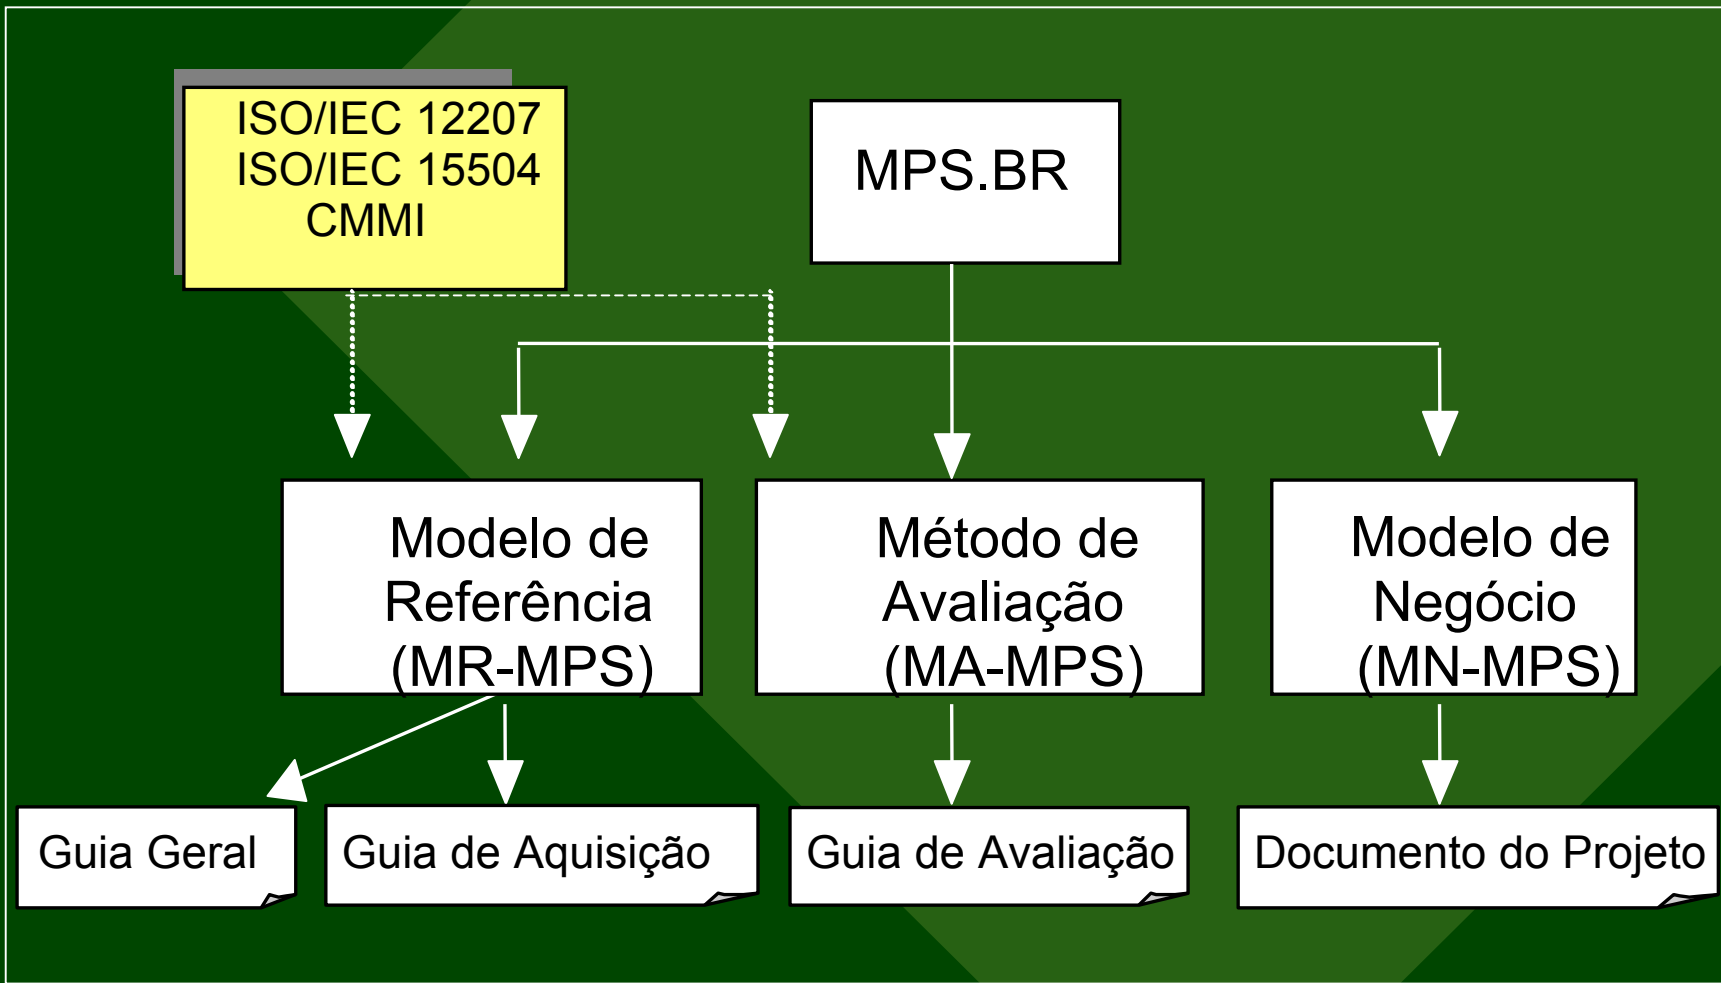 ISO/IEC 12207
ISO/IEC 15504
CMMI
MPS.BR
Modelo de
Referência
(MR-MPS)
Método de
Avaliação
(MA-MPS)
Modelo de
Negócio
(MN-MPS)
Guia Geral
Guia de Aquisição
Guia de Avaliação
Documento do Projeto